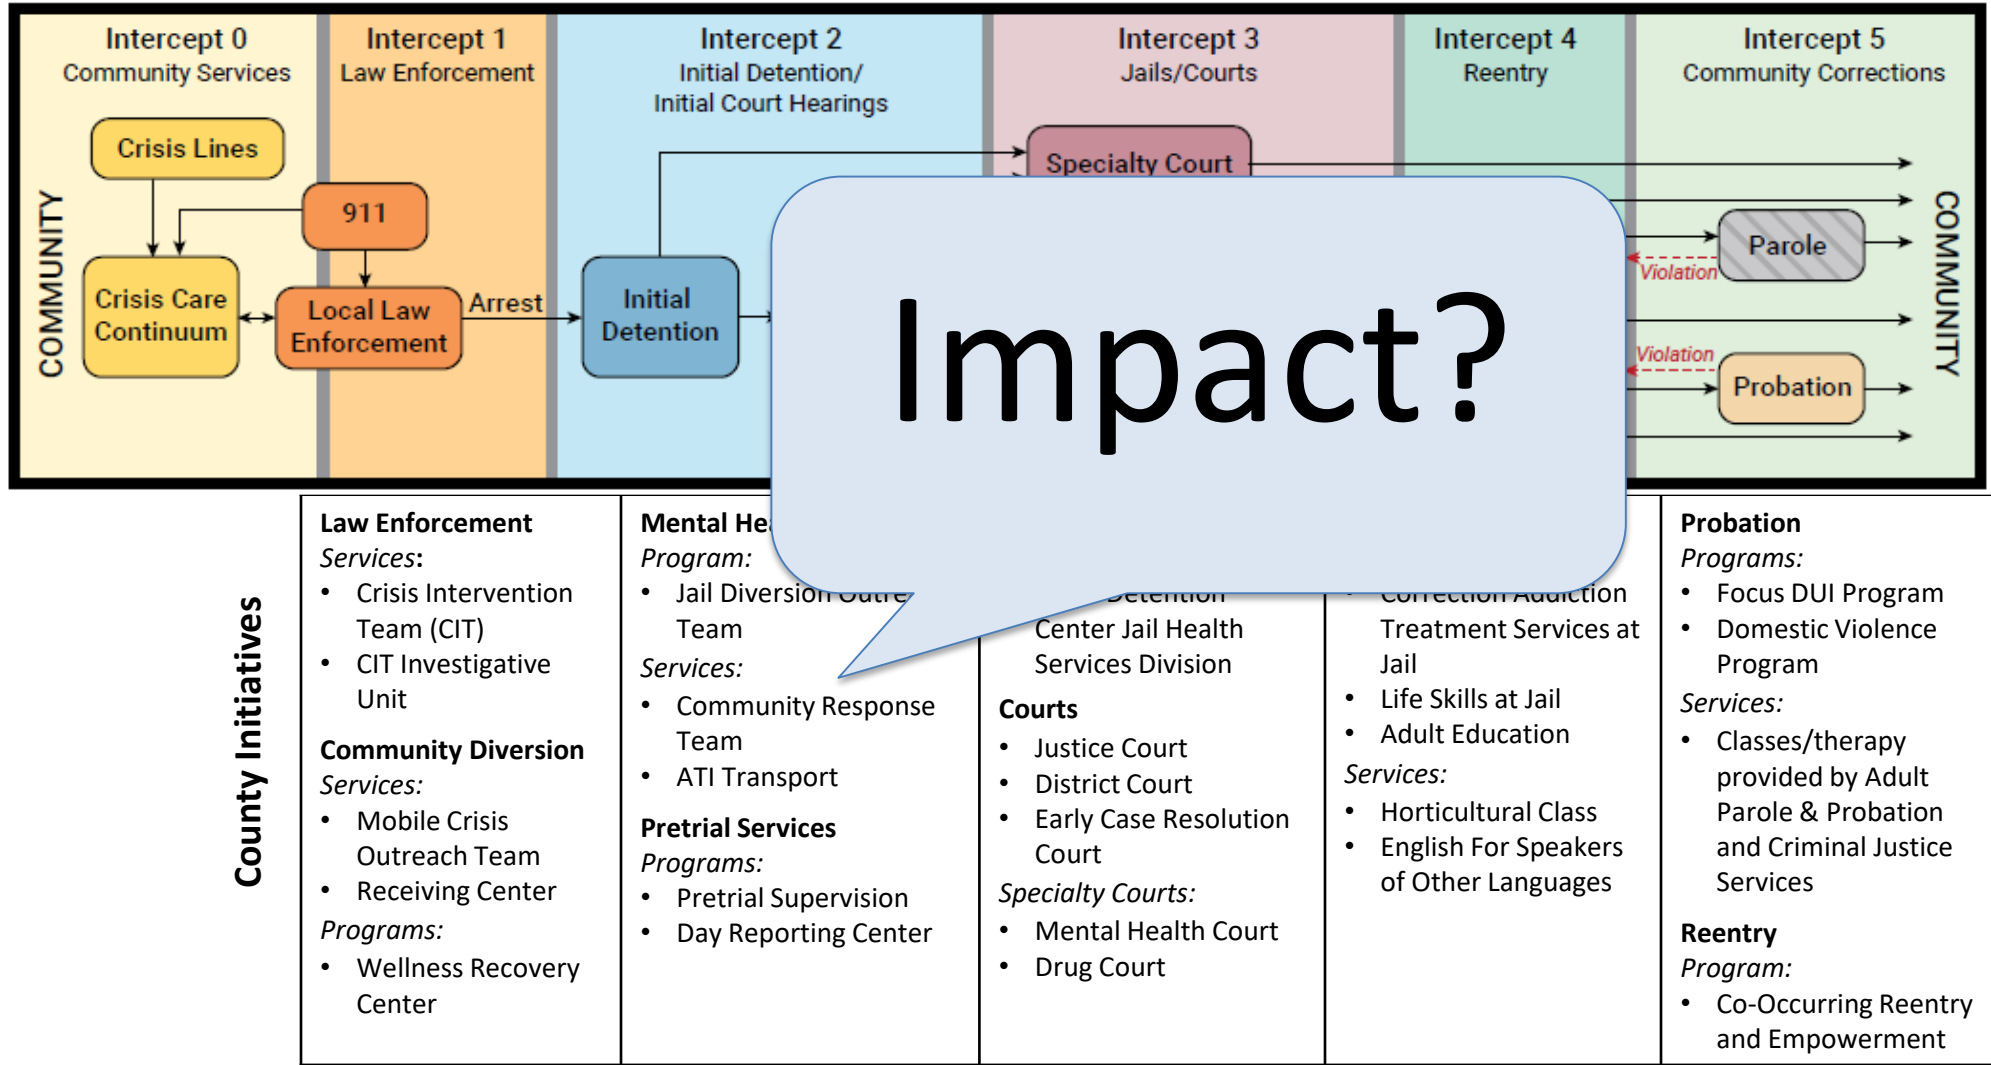 Intercept 0
Community Services
Intercept 1
Law Enforcement
Intercept 2
Initial Detention/
Initial Court Hearings
Intercept 3
Jails/Courts
Intercept 4
Reentry
Intercept 5
Community Corrections
COMMUNITY
Crisis Lines
911
Crisis Care
Continuum
Local Law
Enforcement
Arrest
Initial
Detention
Specialty Court
Impact?
Violation
Parole
Violation
Probation
COMMUNITY
County Initiatives
Law Enforcement
Services:
• Crisis Intervention
Team (CIT)
• CIT Investigative
Unit
Community Diversion
Services:
• Mobile Crisis
Outreach Team
• Receiving Center
Programs:
• Wellness Recovery
Center
Mental
Program:
• Jail Diversion
Team
Services:
• Community Response
Team
• ATI Transport
Pretrial Services
Programs:
• Pretrial Supervision
• Day Reporting Center
Detention
Center Jail Health
Services Division
Courts
• Justice Court
• District Court
• Early Case Resolution
Court
Specialty Courts:
• Mental Health Court
• Drug Court
• Correction Addiction
Treatment Services at
Jail
• Life Skills at Jail
• Adult Education
Services:
• Horticultural Class
• English For Speakers
of Other Languages
Probation
Programs:
• Focus DUI Program
• Domestic Violence
Program
Services:
• Classes/therapy
provided by Adult
Parole & Probation
and Criminal Justice
Services
Reentry
Program:
• Co-Occurring Reentry
and Empowerment